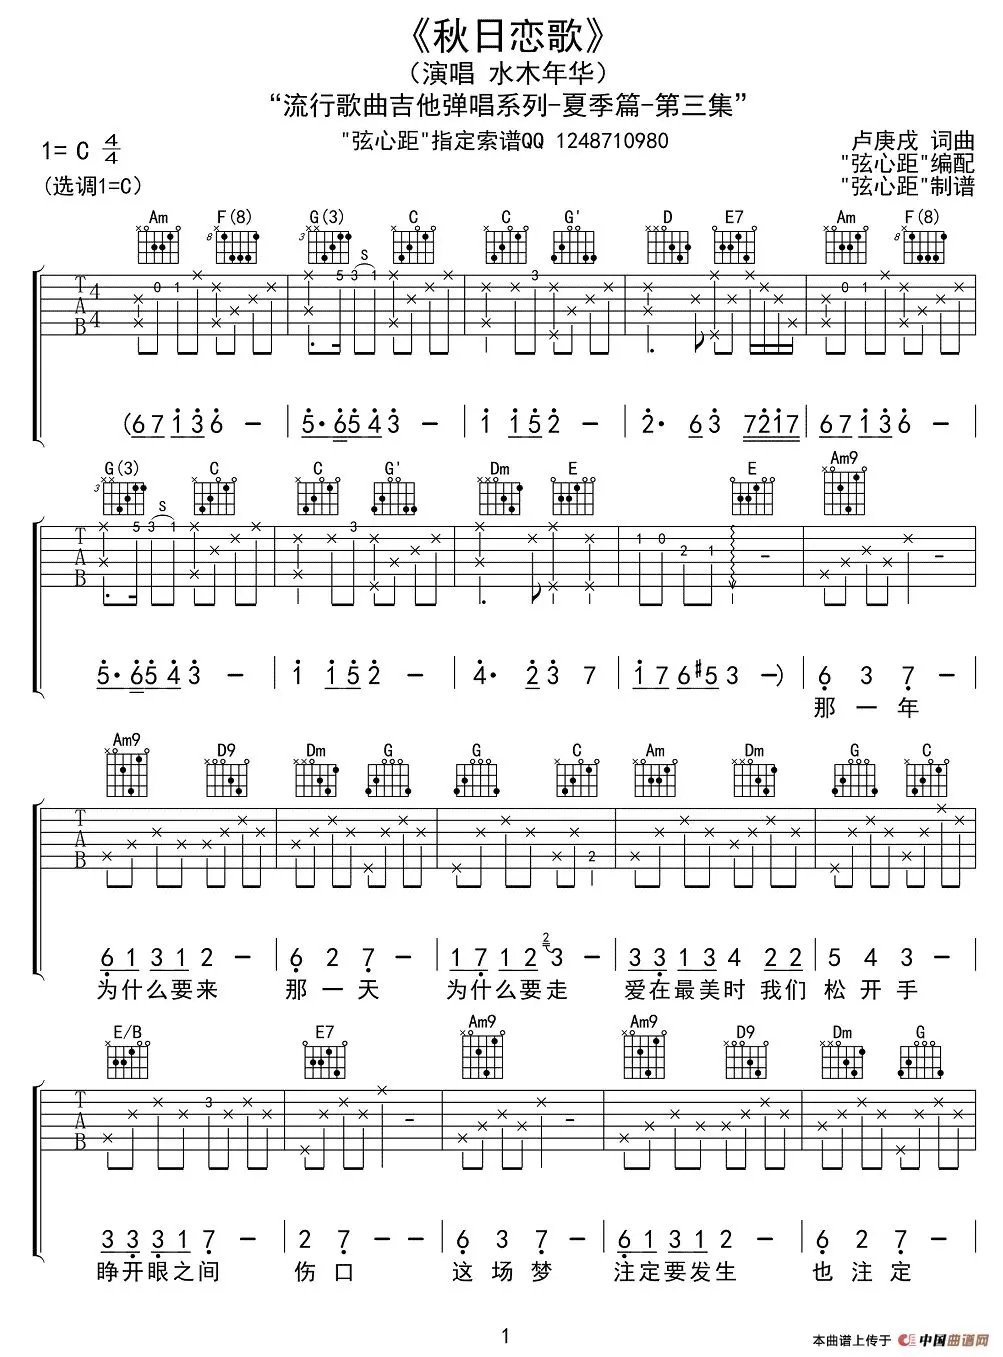 《秋日恋歌》
（演唱 水木年华）
“流行歌曲吉他弹唱系列-夏季篇-第三集”
"弦心距"指定索谱QQ 1248710980
1= C 4/4
卢庚戌 词曲
"弦心距"编配
(选调1=C)
"弦心距"制谱
Am F(8) G(3) C C G' D E7 Am F(8)
(6 7 1 3 6 - | 5· 6 5 4 3 - | 1 1 5 2 - | 2· 6 3 7 2 1 7 | 6 7 1 3 6 -
G(3) C C G' Dm E E Am9
5· 6 5 4 3 - | 1 1 5 2 - | 4· 2 3 7 | 1 7 6 #5 3 -) | 6 3 7 -
那 一 年
Am9 D9 Dm G G C Am Dm G C
6 1 3 1 2 - | 6 2 7 - | 1 7 1 2 3 - | 3 3 1 3 4 2 2 | 5 4 3 -
为什么要来 那 一 天 为什么要走 爱在最美时 我们 松 开 手
E/B E7 Am9 Am9 D9 Dm G
3 3 3 1 7 - | 2 7 - | 6 3 7 - | 6 1 3 1 2 - | 6 2 7 -
睁开眼之间 伤 口 这 场 梦 注定要发生 也 注 定
1
本曲谱上传于 中国曲谱网